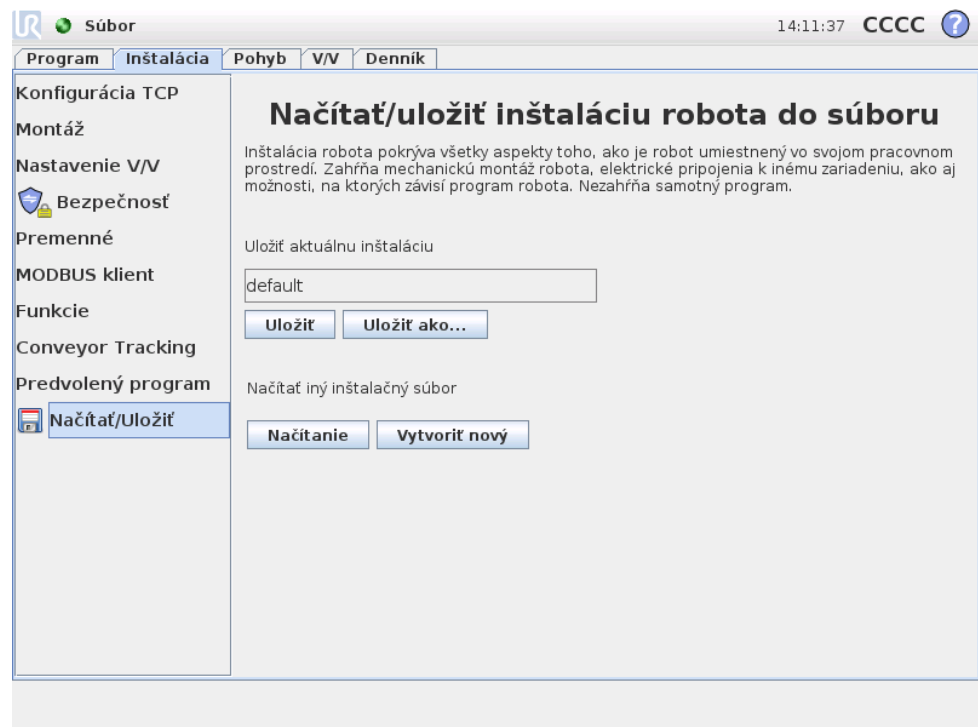 UR Súbor 14:11:37 CCCC ?
Program Inštalácia Pohyb V/V Denník
Konfigurácia TCP
Montáž
Nastavenie V/V
Bezpečnosť
Premenné
MODBUS klient
Funkcie
Conveyor Tracking
Predvolený program
Načítať/Uložiť
Načítať/uložiť inštaláciu robota do súboru
Inštalácia robota pokrýva všetky aspekty toho, ako je robot umiestnený vo svojom pracovnom
prostredí. Zahŕňa mechanickú montáž robota, elektrické pripojenia k inému zariadeniu, ako aj
možnosti, na ktorých závisí program robota. Nezahŕňa samotný program.
Uložiť aktuálnu inštaláciu
default
Uložiť Uložiť ako...
Načítať iný inštalačný súbor
Načítanie Vytvoriť nový